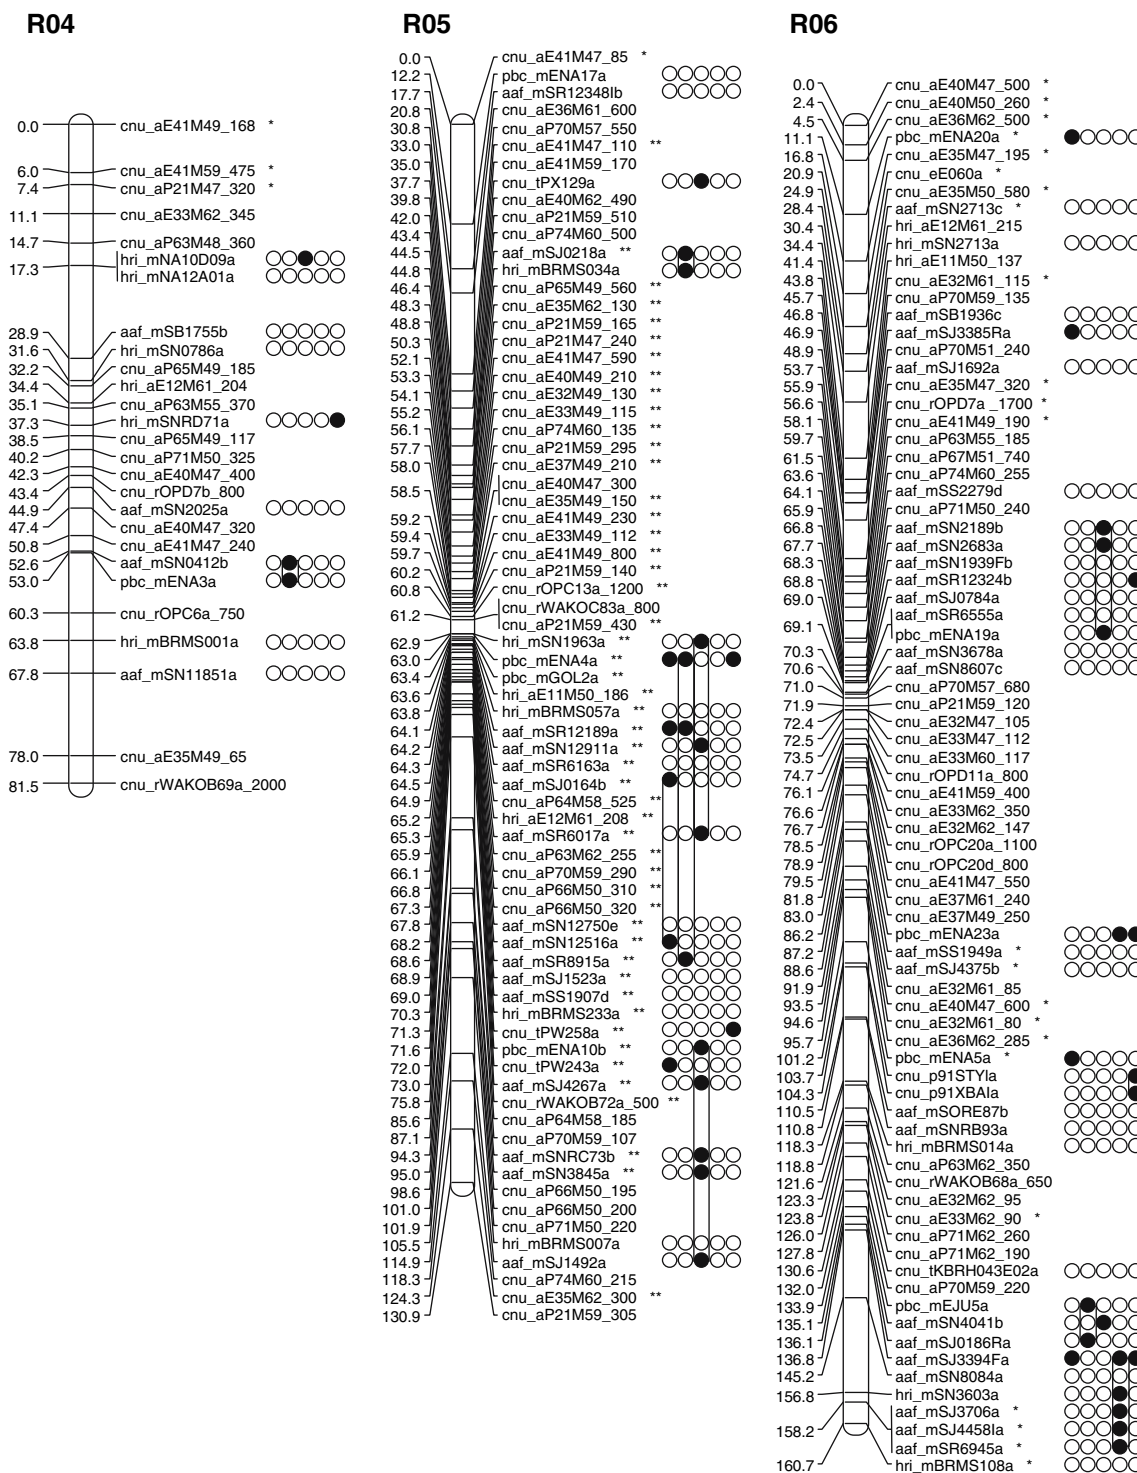 R04
0.0 cnu_aE41M49_168 *
6.0 cnu_aE41M59_475 *
7.4 cnu_aP21M47_320 *
11.1 cnu_aE33M62_345
14.7 cnu_aP63M48_360
hri_mNA10D09a
17.3 hri_mNA12A01a
28.9 aaf_mSB1755b
31.6 hri_mSN0786a
32.2 cnu_aP65M49_185
34.4 hri_aE12M61_204
35.1 cnu_aP63M55_370
37.3 hri_mSNRD71a
38.5 cnu_aP65M49_117
40.2 cnu_aP71M50_325
42.3 cnu_aE40M47_400
43.4 cnu_rOPD7b_800
44.9 aaf_mSN2025a
47.4 cnu_aE40M47_320
50.8 cnu_aE41M47_240
52.6 aaf_mSN0412b
53.0 pbc_mENA3a
60.3 cnu_rOPC6a_750
63.8 hri_mBRMS001a
67.8 aaf_mSN11851a
78.0 cnu_aE35M49_65
81.5 cnu_rWAKOB69a_2000
R05
0.0 cnu_aE41M47_85 *
12.2 pbc_mENA17a
17.7 aaf_mSR12348Ib
20.8 cnu_aE36M61_600
30.8 cnu_aP70M57_550
33.0 cnu_aE41M47_110 **
35.0 cnu_aE41M59_170
37.7 cnu_tPX129a
39.8 cnu_aE40M62_490
42.0 cnu_aP21M59_510
43.4 cnu_aP74M60_500
44.5 aaf_mSJ0218a **
44.8 hri_mBRMS034a
46.4 cnu_aP65M49_560 **
48.3 cnu_aE35M62_130 **
48.8 cnu_aP21M59_165 **
50.3 cnu_aP21M47_240 **
52.1 cnu_aE41M47_590 **
53.3 cnu_aE40M49_210 **
54.1 cnu_aE32M49_130 **
55.2 cnu_aE33M49_115 **
56.1 cnu_aP74M60_135 **
57.7 cnu_aP21M59_295 **
58.0 cnu_aE37M49_210 **
cnu_aE40M47_300
58.5 cnu_aE35M49_150 **
59.2 cnu_aE41M49_230 **
59.4 cnu_aE33M49_112 **
59.7 cnu_aE41M49_800 **
60.2 cnu_aP21M59_140 **
60.8 cnu_rOPC13a_1200 **
cnu_rWAKOC83a_800
61.2 cnu_aP21M59_430 **
62.9 hri_mSN1963a **
63.0 pbc_mENA4a **
63.4 pbc_mGOL2a **
63.6 hri_aE11M50_186 **
63.8 hri_mBRMS057a **
64.1 aaf_mSR12189a **
64.2 aaf_mSN12911a **
64.3 aaf_mSR6163a **
64.5 aaf_mSJ0164b **
64.9 cnu_aP64M58_525 **
65.2 hri_aE12M61_208 **
65.3 aaf_mSR6017a **
65.9 cnu_aP63M62_255 **
66.1 cnu_aP70M59_290 **
66.8 cnu_aP66M50_310 **
67.3 cnu_aP66M50_320 **
67.8 aaf_mSN12750e **
68.2 aaf_mSN12516a **
68.6 aaf_mSR8915a **
68.9 aaf_mSJ1523a **
69.0 aaf_mSS1907d **
70.3 hri_mBRMS233a **
71.3 cnu_tPW258a **
71.6 pbc_mENA10b **
72.0 cnu_tPW243a **
73.0 aaf_mSJ4267a **
75.8 cnu_rWAKOB72a_500 **
85.6 cnu_aP64M58_185
87.1 cnu_aP70M59_107
94.3 aaf_mSNRC73b **
95.0 aaf_mSN3845a **
98.6 cnu_aP66M50_195
101.0 cnu_aP66M50_200
101.9 cnu_aP71M50_220
105.5 hri_mBRMS007a
114.9 aaf_mSJ1492a
118.3 cnu_aP74M60_215
124.3 cnu_aE35M62_300 **
130.9 cnu_aP21M59_305
R06
0.0 cnu_aE40M47_500 *
2.4 cnu_aE40M50_260 *
4.5 cnu_aE36M62_500 *
11.1 pbc_mENA20a *
16.8 cnu_aE35M47_195 *
20.9 cnu_eE060a *
24.9 cnu_aE35M50_580 *
28.4 aaf_mSN2713c *
30.4 hri_aE12M61_215
34.4 hri_mSN2713a
41.4 hri_aE11M50_137
43.8 cnu_aE32M61_115 *
45.7 cnu_aP70M59_135
46.8 aaf_mSB1936c
46.9 aaf_mSJ3385Ra
48.9 cnu_aP70M51_240
53.7 aaf_mSJ1692a
55.9 cnu_aE35M47_320 *
56.6 cnu_rOPD7a _1700 *
58.1 cnu_aE41M49_190 *
59.7 cnu_aP63M55_185
61.5 cnu_aP67M51_740
63.6 cnu_aP74M60_255
64.1 aaf_mSS2279d
65.9 cnu_aP71M50_240
66.8 aaf_mSN2189b
67.7 aaf_mSN2683a
68.3 aaf_mSN1939Fb
68.8 aaf_mSR12324b
69.0 aaf_mSJ0784a
aaf_mSR6555a
69.1 pbc_mENA19a
70.3 aaf_mSN3678a
70.6 aaf_mSN8607c
71.0 cnu_aP70M57_680
71.9 cnu_aP21M59_120
72.4 cnu_aE32M47_105
72.5 cnu_aE33M47_112
73.5 cnu_aE33M60_117
74.7 cnu_rOPD11a_800
76.1 cnu_aE41M59_400
76.6 cnu_aE33M62_350
76.7 cnu_aE32M62_147
78.5 cnu_rOPC20a_1100
78.9 cnu_rOPC20d_800
79.5 cnu_aE41M47_550
81.8 cnu_aE37M61_240
83.0 cnu_aE37M49_250
86.2 pbc_mENA23a
87.2 aaf_mSS1949a *
88.6 aaf_mSJ4375b *
91.9 cnu_aE32M61_85
93.5 cnu_aE40M47_600 *
94.6 cnu_aE32M61_80 *
95.7 cnu_aE36M62_285 *
101.2 pbc_mENA5a *
103.7 cnu_p91STYIa
104.3 cnu_p91XBAIa
110.5 aaf_mSORE87b
110.8 aaf_mSNRB93a
118.3 hri_mBRMS014a
118.8 cnu_aP63M62_350
121.6 cnu_rWAKOB68a_650
123.3 cnu_aE32M62_95
123.8 cnu_aE33M62_90 *
126.0 cnu_aP71M62_260
127.8 cnu_aP71M62_190
130.6 cnu_tKBRH043E02a
132.0 cnu_aP70M59_220
133.9 pbc_mEJU5a
135.1 aaf_mSN4041b
136.1 aaf_mSJ0186Ra
136.8 aaf_mSJ3394Fa
145.2 aaf_mSN8084a
156.8 hri_mSN3603a
aaf_mSJ3706a *
158.2 aaf_mSJ4458Ia *
aaf_mSR6945a *
160.7 hri_mBRMS108a *